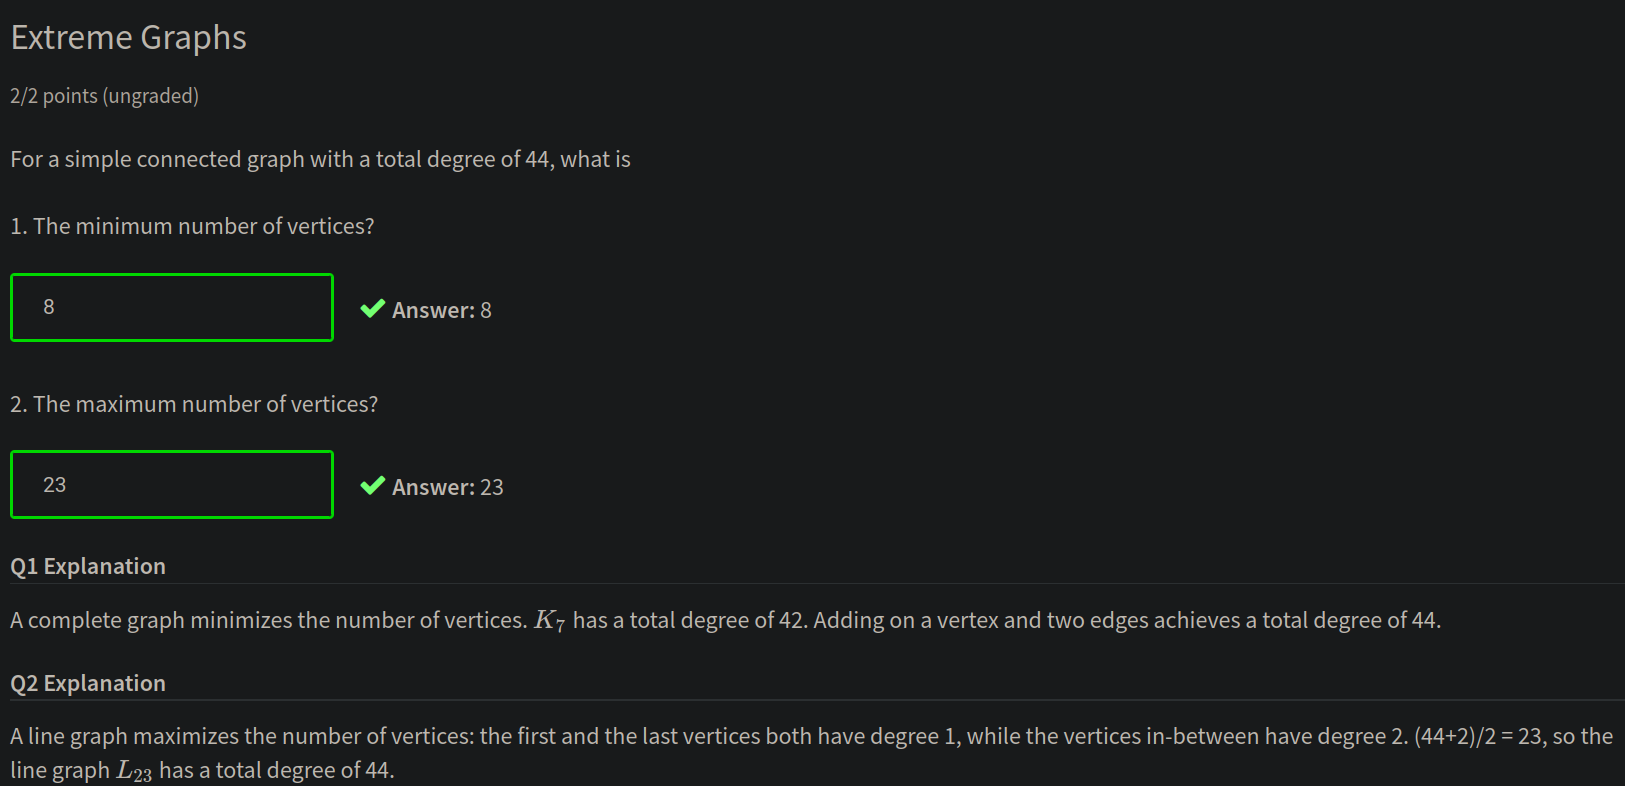 Extreme Graphs
2/2 points (ungraded)
For a simple connected graph with a total degree of 44, what is
1. The minimum number of vertices?
8
Answer: 8
2. The maximum number of vertices?
23
Answer: 23
Q1 Explanation
A complete graph minimizes the number of vertices. K₇ has a total degree of 42. Adding on a vertex and two edges achieves a total degree of 44.
Q2 Explanation
A line graph maximizes the number of vertices: the first and the last vertices both have degree 1, while the vertices in-between have degree 2. (44+2)/2 = 23, so the
line graph L₂₃ has a total degree of 44.